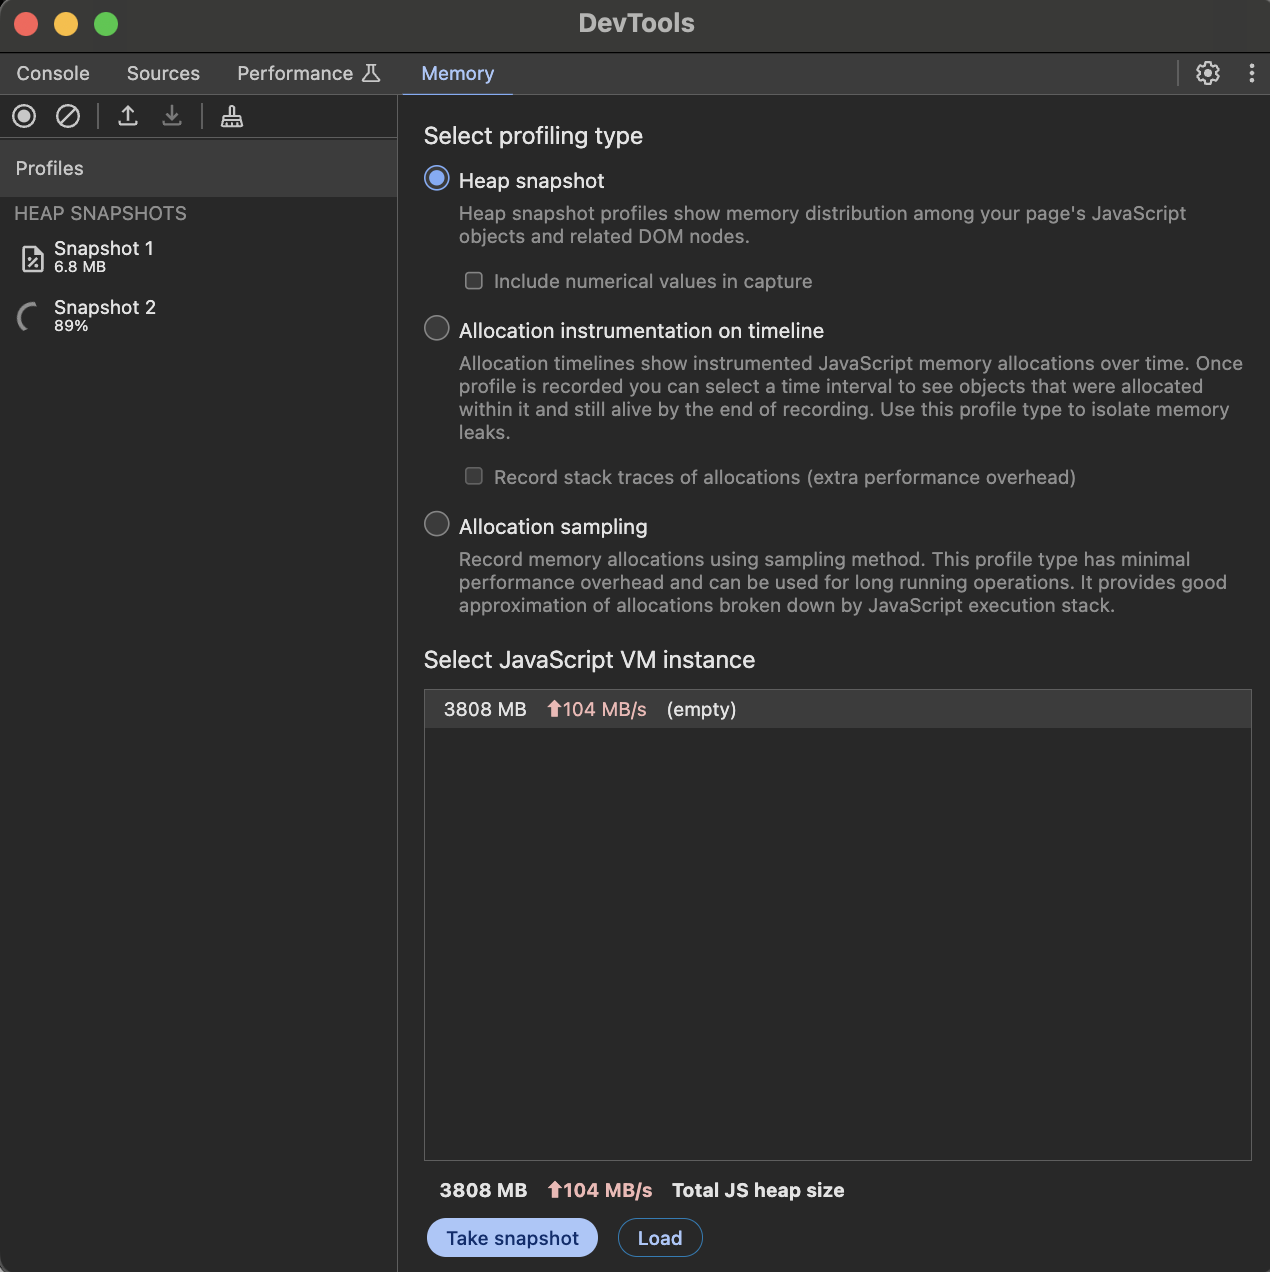 DevTools
Console Sources Performance Memory
Profiles
HEAP SNAPSHOTS
Snapshot 1
6.8 MB
Snapshot 2
89%
Select profiling type
Heap snapshot
Heap snapshot profiles show memory distribution among your page's JavaScript
objects and related DOM nodes.
Include numerical values in capture
Allocation instrumentation on timeline
Allocation timelines show instrumented JavaScript memory allocations over time. Once
profile is recorded you can select a time interval to see objects that were allocated
within it and still alive by the end of recording. Use this profile type to isolate memory
leaks.
Record stack traces of allocations (extra performance overhead)
Allocation sampling
Record memory allocations using sampling method. This profile type has minimal
performance overhead and can be used for long running operations. It provides good
approximation of allocations broken down by JavaScript execution stack.
Select JavaScript VM instance
3808 MB ⬆104 MB/s (empty)
3808 MB ⬆104 MB/s Total JS heap size
Take snapshot Load